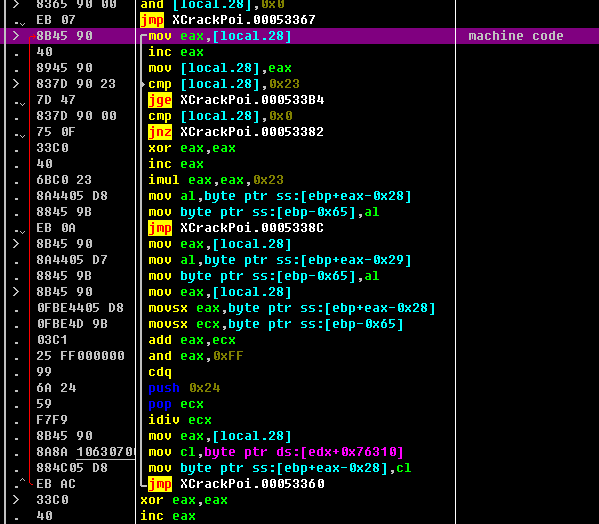 . 8365 90 00 and [local.28],0x0
. EB 07 jmp XCrackPoi.00053367
> 8B45 90 mov eax,[local.28] machine code
. 40 inc eax
. 8945 90 mov [local.28],eax
> 837D 90 23 cmp [local.28],0x23
. 7D 47 jge XCrackPoi.000533B4
. 837D 90 00 cmp [local.28],0x0
. 75 0F jnz XCrackPoi.00053382
. 33C0 xor eax,eax
. 40 inc eax
. 6BC0 23 imul eax,eax,0x23
. 8A4405 D8 mov al,byte ptr ss:[ebp+eax-0x28]
. 8845 9B mov byte ptr ss:[ebp-0x65],al
. EB 0A jmp XCrackPoi.0005338C
> 8B45 90 mov eax,[local.28]
. 8A4405 D7 mov al,byte ptr ss:[ebp+eax-0x29]
. 8845 9B mov byte ptr ss:[ebp-0x65],al
> 8B45 90 mov eax,[local.28]
. 0FBE4405 D8 movsx eax,byte ptr ss:[ebp+eax-0x28]
. 0FBE4D 9B movsx ecx,byte ptr ss:[ebp-0x65]
. 03C1 add eax,ecx
. 25 FF000000 and eax,0xFF
. 99 cdq
. 6A 24 push 0x24
. 59 pop ecx
. F7F9 idiv ecx
. 8B45 90 mov eax,[local.28]
. 8A8A 1063070 mov cl,byte ptr ds:[edx+0x76310]
. 884C05 D8 mov byte ptr ss:[ebp+eax-0x28],cl
.^ EB AC jmp XCrackPoi.00053360
> 33C0 xor eax,eax
. 40 inc eax